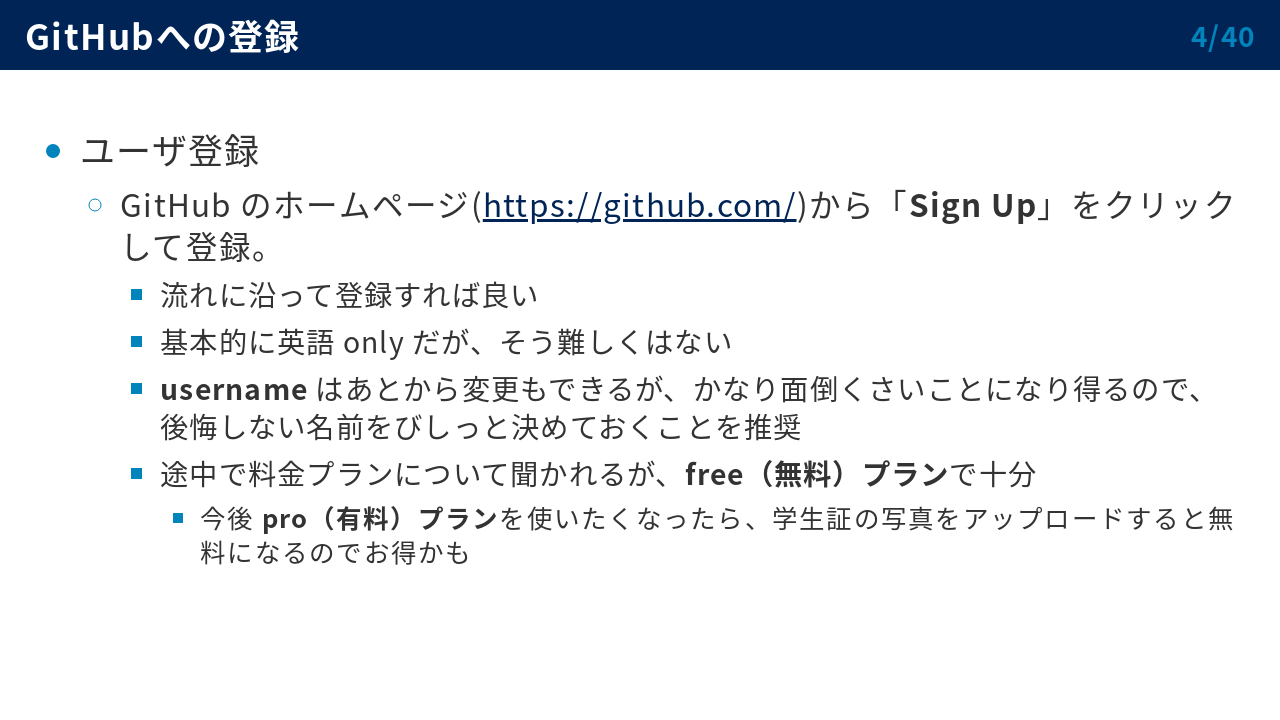 GitHubへの登録
4/40
ユーザ登録
GitHub のホームページ(https://github.com/)から「Sign Up」をクリック
して登録。
流れに沿って登録すれば良い
基本的に英語 only だが、そう難しくはない
username はあとから変更もできるが、かなり面倒くさいことになり得るので、
後悔しない名前をびしっと決めておくことを推奨
途中で料金プランについて聞かれるが、free（無料）プランで十分
今後 pro（有料）プランを使いたくなったら、学生証の写真をアップロードすると無
料になるのでお得かも